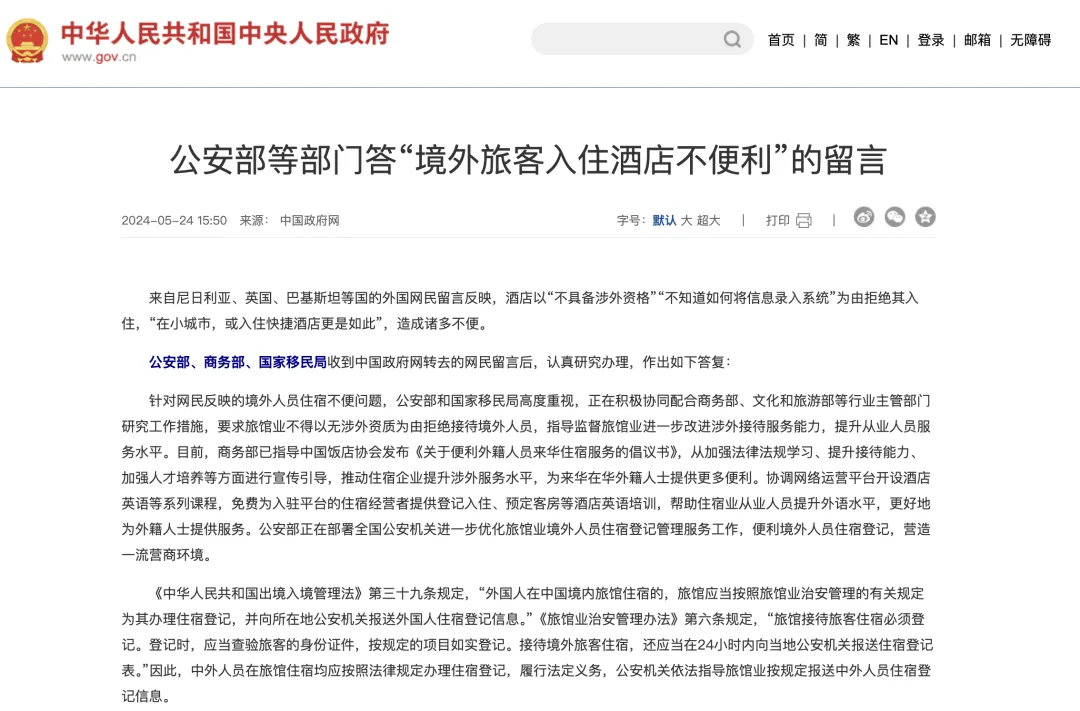 中华人民共和国中央人民政府
www.gov.cn
首页 | 简 | 繁 | EN | 登录 | 邮箱 | 无障碍
公安部等部门答“境外旅客入住酒店不便利”的留言
2024-05-24 15:50 来源： 中国政府网
字号：默认 大 超大 | 打印 |
来自尼日利亚、英国、巴基斯坦等国的外国网民留言反映，酒店以“不具备涉外资格”“不知道如何将信息录入系统”为由拒绝其入
住，“在小城市，或入住快捷酒店更是如此”，造成诸多不便。
公安部、商务部、国家移民局收到中国政府网转去的网民留言后，认真研究办理，作出如下答复：
针对网民反映的境外人员住宿不便问题，公安部和国家移民局高度重视，正在积极协同配合商务部、文化和旅游部等行业主管部门
研究工作措施，要求旅馆业不得以无涉外资质为由拒绝接待境外人员，指导监督旅馆业进一步改进涉外接待服务能力，提升从业人员服
务水平。目前，商务部已指导中国饭店协会发布《关于便利外籍人员来华住宿服务的倡议书》，从加强法律法规学习、提升接待能力、
加强人才培养等方面进行宣传引导，推动住宿企业提升涉外服务水平，为来华在华外籍人士提供更多便利。协调网络运营平台开设酒店
英语等系列课程，免费为入驻平台的住宿经营者提供登记入住、预定客房等酒店英语培训，帮助住宿业从业人员提升外语水平，更好地
为外籍人士提供服务。公安部正在部署全国公安机关进一步优化旅馆业境外人员住宿登记管理服务工作，便利境外人员住宿登记，营造
一流营商环境。
《中华人民共和国出境入境管理法》第三十九条规定，“外国人在中国境内旅馆住宿的，旅馆应当按照旅馆业治安管理的有关规定
为其办理住宿登记，并向所在地公安机关报送外国人住宿登记信息。”《旅馆业治安管理办法》第六条规定，“旅馆接待旅客住宿必须登
记。登记时，应当查验旅客的身份证件，按规定的项目如实登记。接待境外旅客住宿，还应当在24小时内向当地公安机关报送住宿登记
表。”因此，中外人员在旅馆住宿均应按照法律规定办理住宿登记，履行法定义务，公安机关依法指导旅馆业按规定报送中外人员住宿登
记信息。